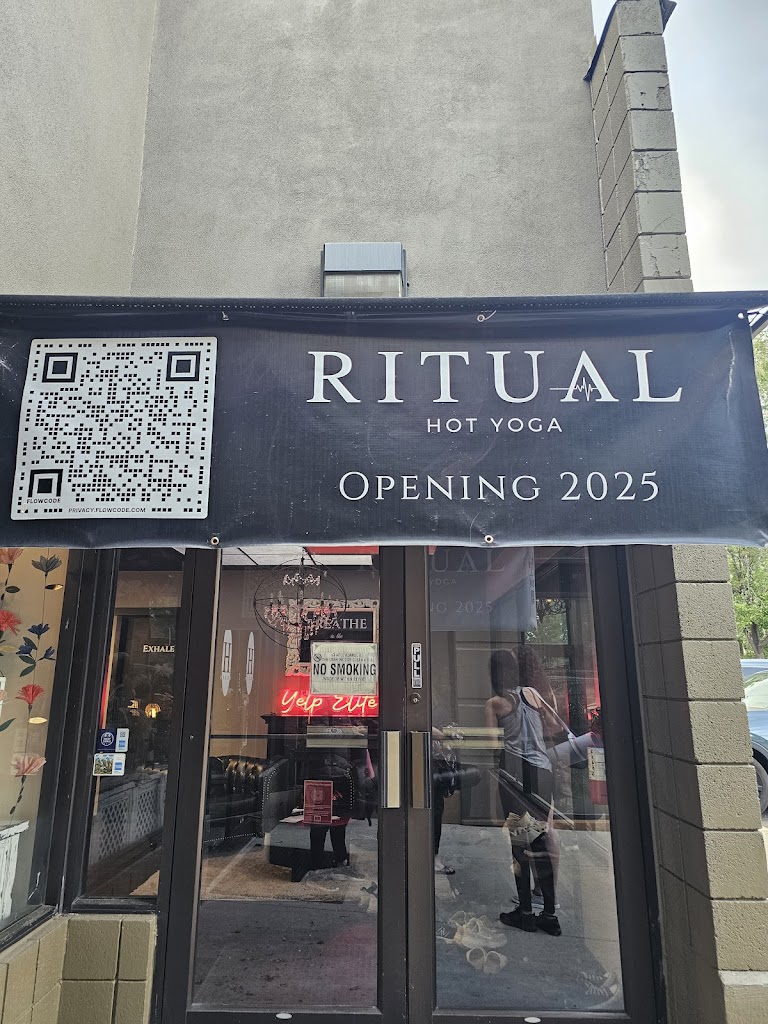 RITUAL
HOT YOGA
OPENING 2025
FLOWCODE
PRIVACY.FLOWCODE.COM
EXHALE
BREATHE
H H
NO SMOKING
Yelp Elite
PULL